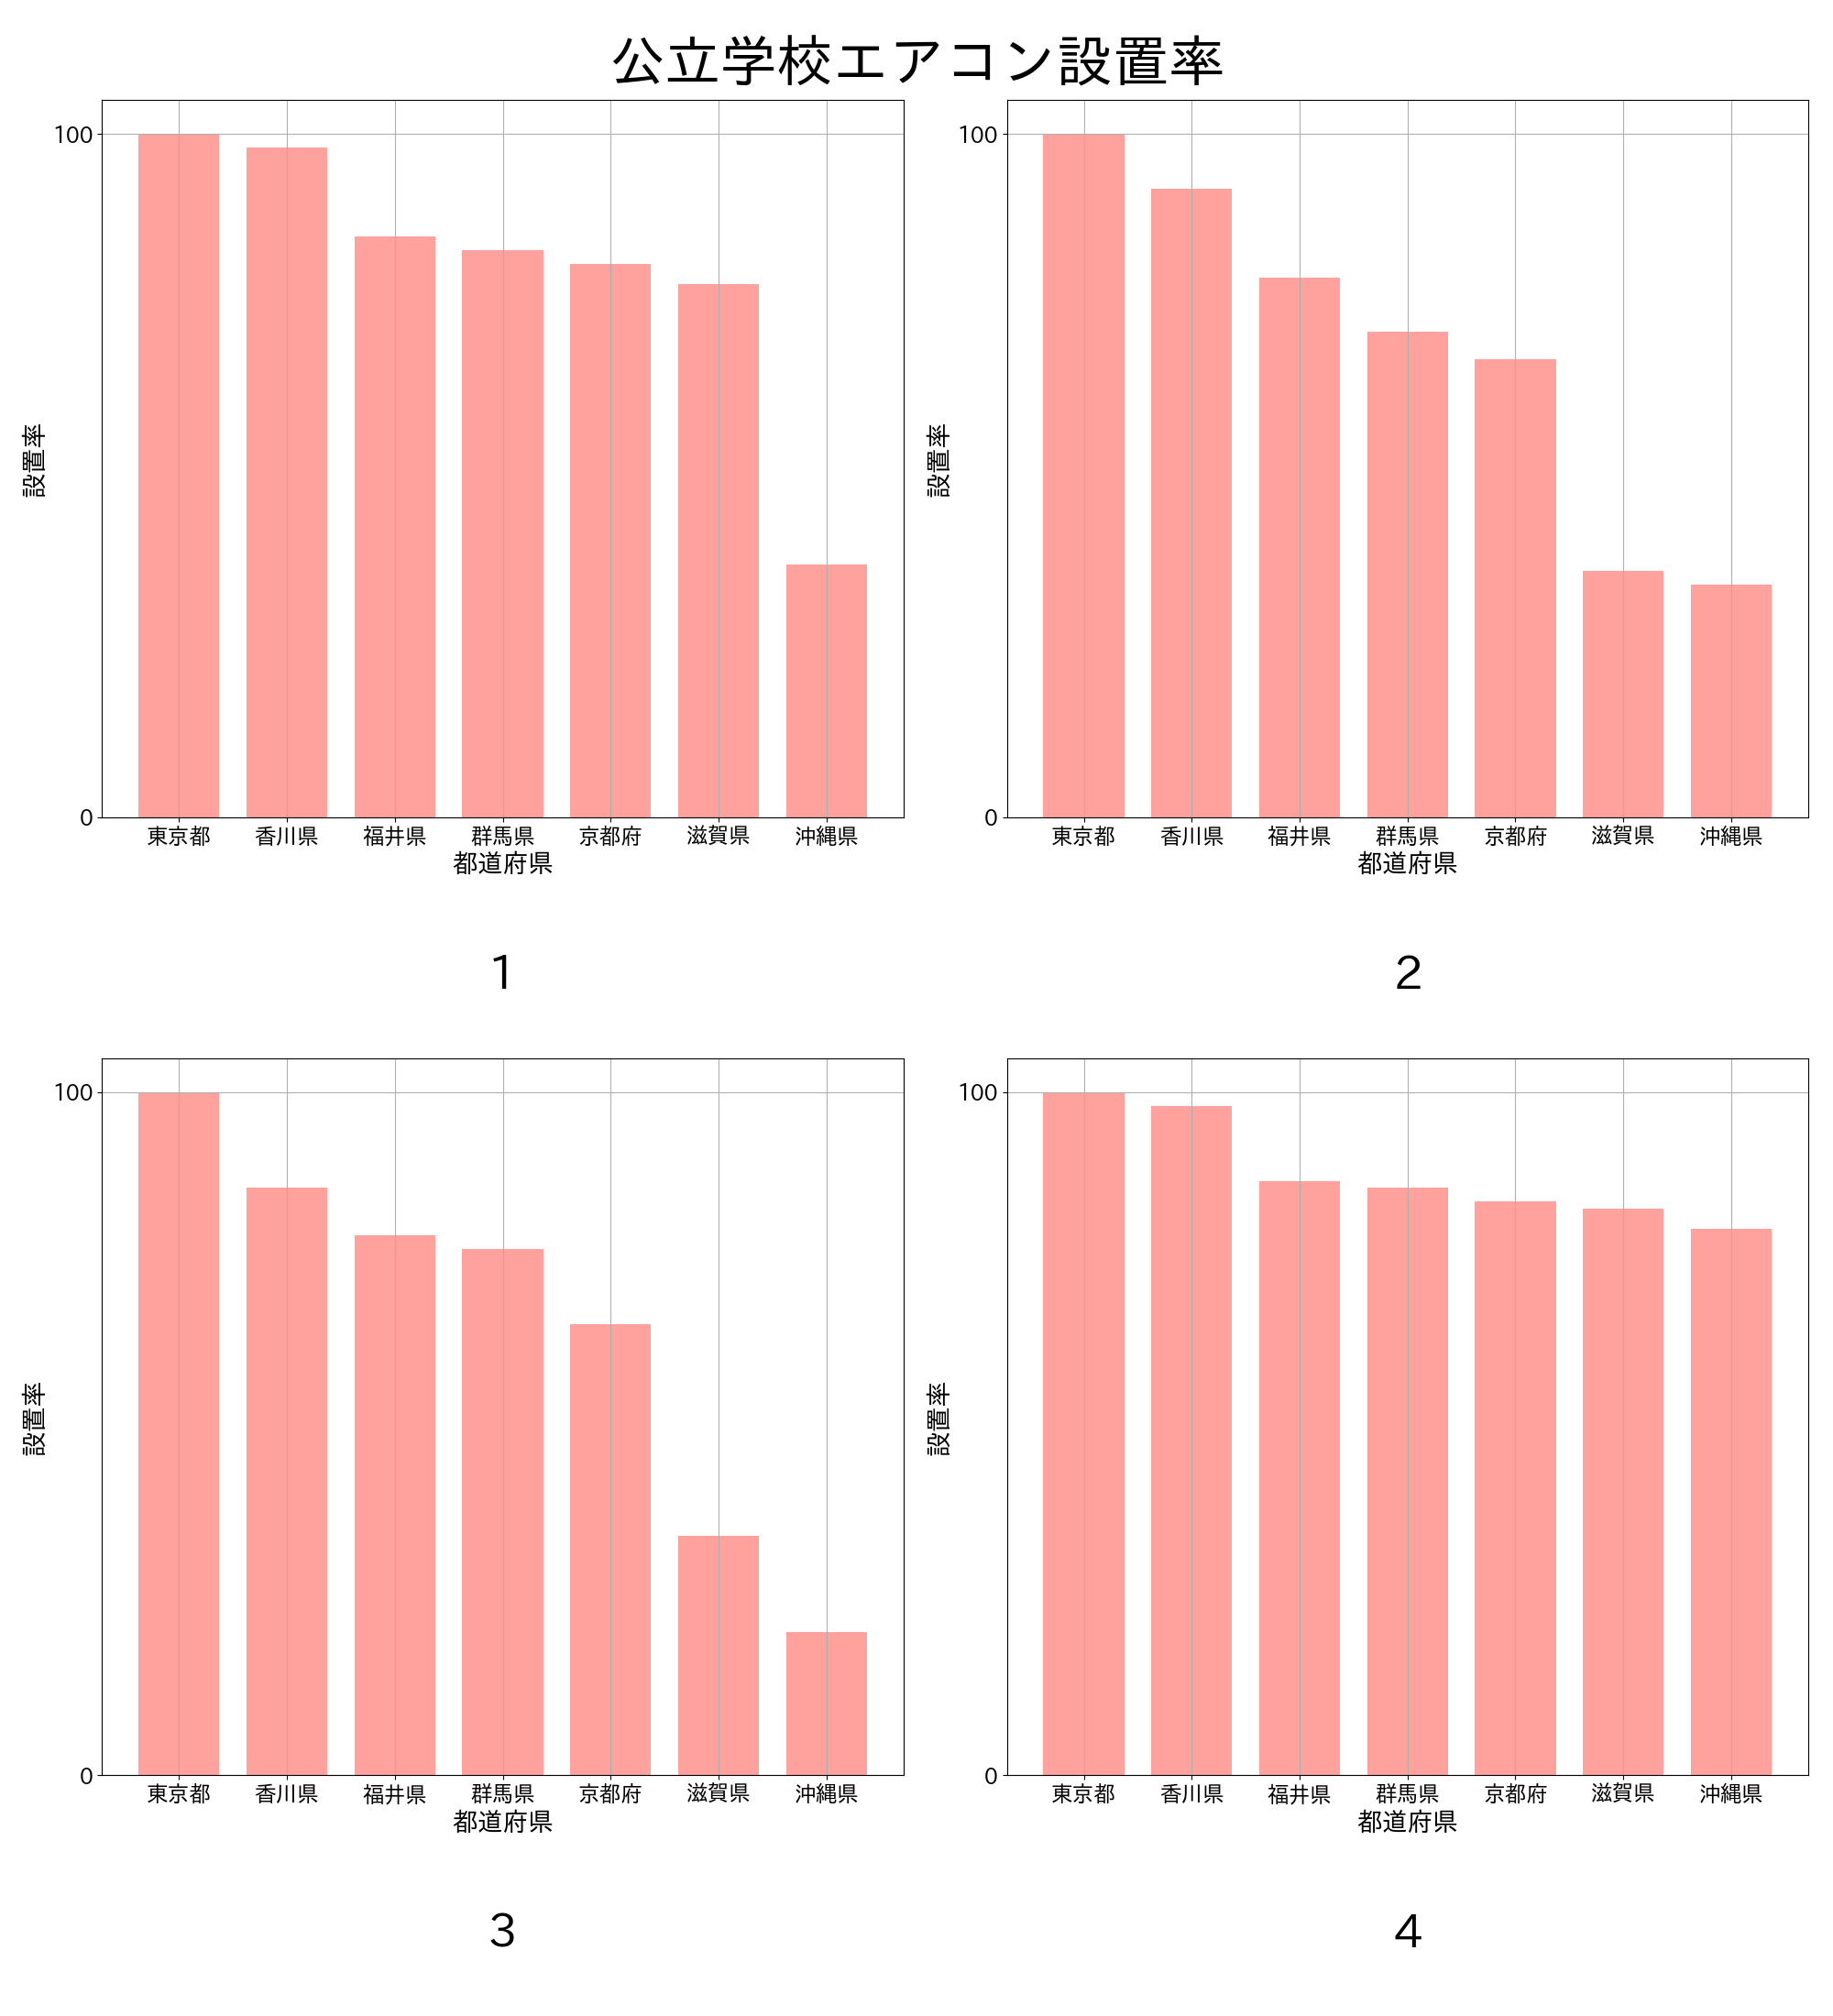 公立学校エアコン設置率
100
0
設置率
東京都 香川県 福井県 群馬県 京都府 滋賀県 沖縄県
都道府県
1
100
0
設置率
東京都 香川県 福井県 群馬県 京都府 滋賀県 沖縄県
都道府県
2
100
0
設置率
東京都 香川県 福井県 群馬県 京都府 滋賀県 沖縄県
都道府県
3
100
0
設置率
東京都 香川県 福井県 群馬県 京都府 滋賀県 沖縄県
都道府県
4